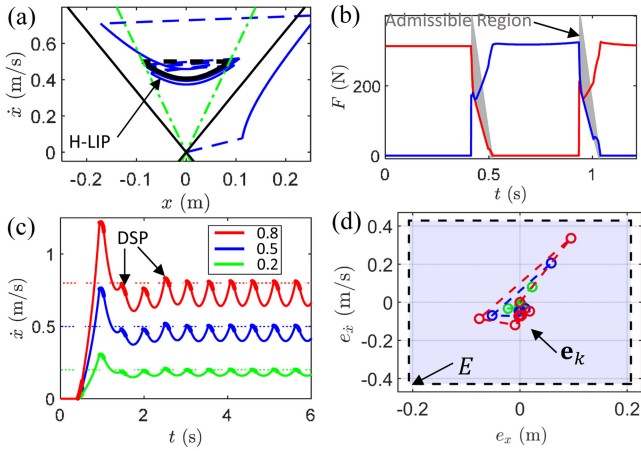 (a)
ẋ (m/s)
0.6
0.4
0.2
0
H-LIP
-0.2
-0.1
0
0.1
0.2
x (m)
(b)
Admissible Region
F (N)
200
0
0
0.5
1
t (s)
(c)
ẋ (m/s)
1
0.5
0
DSP
0.8
0.5
0.2
0
1
2
3
4
5
6
t (s)
(d)
e_ẋ (m/s)
0.4
0.2
0
-0.2
-0.4
E
e_k
-0.2
0
0.2
e_x (m)